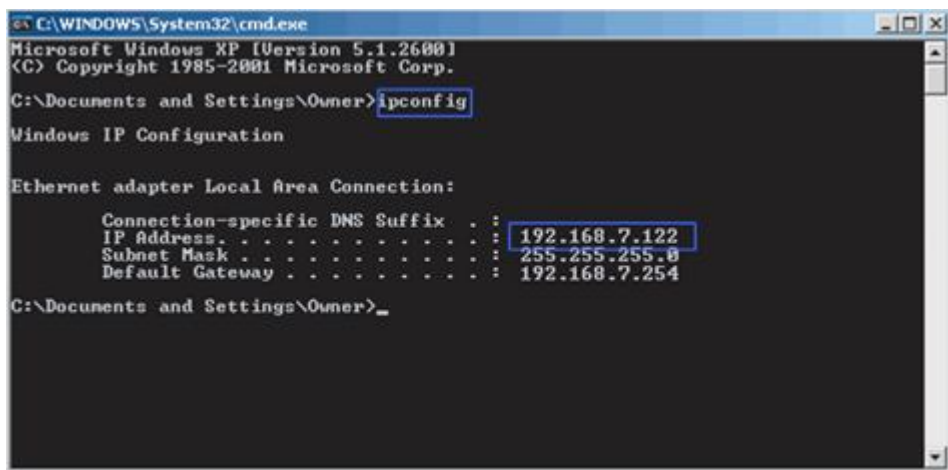 C:\WINDOWS\System32\cmd.exe
Microsoft Windows XP [Version 5.1.2600]
(C) Copyright 1985-2001 Microsoft Corp.
C:\Documents and Settings\Owner>ipconfig
Windows IP Configuration
Ethernet adapter Local Area Connection:
Connection-specific DNS Suffix . :
IP Address. . . . . . . . . . . . : 192.168.7.122
Subnet Mask . . . . . . . . . . . : 255.255.255.0
Default Gateway . . . . . . . . . : 192.168.7.254
C:\Documents and Settings\Owner>_